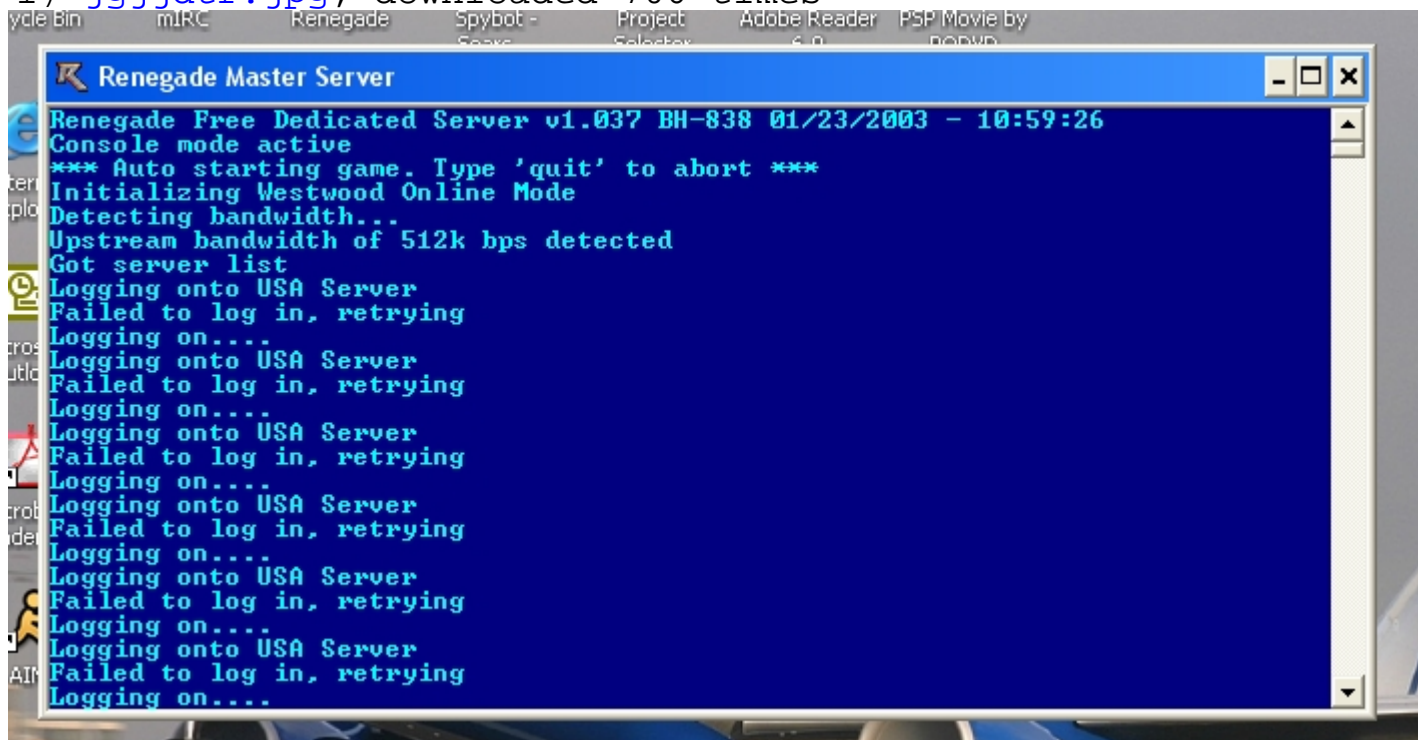 ycle Bin mIRC Renegade Spybot - Project Adobe Reader PSP Movie by
Renegade Master Server
Renegade Free Dedicated Server v1.037 BH-838 01/23/2003 - 10:59:26
Console mode active
*** Auto starting game. Type 'quit' to abort ***
Initializing Westwood Online Mode
Detecting bandwidth...
Upstream bandwidth of 512k bps detected
Got server list
Logging onto USA Server
Failed to log in, retrying
Logging on....
Logging onto USA Server
Failed to log in, retrying
Logging on....
Logging onto USA Server
Failed to log in, retrying
Logging on....
Logging onto USA Server
Failed to log in, retrying
Logging on....
Logging onto USA Server
Failed to log in, retrying
Logging on....
Logging onto USA Server
Failed to log in, retrying
Logging on....